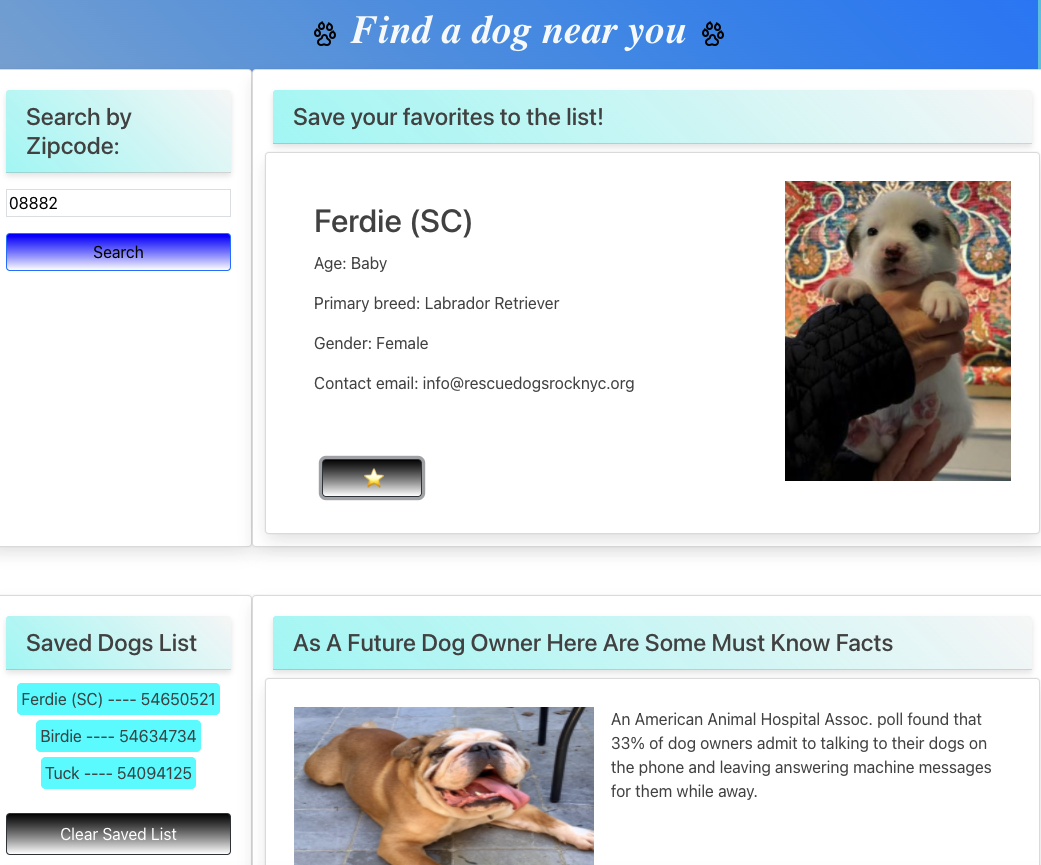 Find a dog near you
Search by
Zipcode:
08882
Search
Save your favorites to the list!
Ferdie (SC)
Age: Baby
Primary breed: Labrador Retriever
Gender: Female
Contact email: info@rescuedogsrocknyc.org
Saved Dogs List
Ferdie (SC) ---- 54650521
Birdie ---- 54634734
Tuck ---- 54094125
Clear Saved List
As A Future Dog Owner Here Are Some Must Know Facts
An American Animal Hospital Assoc. poll found that
33% of dog owners admit to talking to their dogs on
the phone and leaving answering machine messages
for them while away.